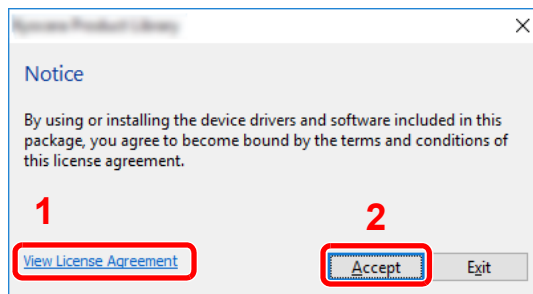 Notice
By using or installing the device drivers and software included in this
package, you agree to become bound by the terms and conditions of
this license agreement.
1
2
View License Agreement
Accept
Exit